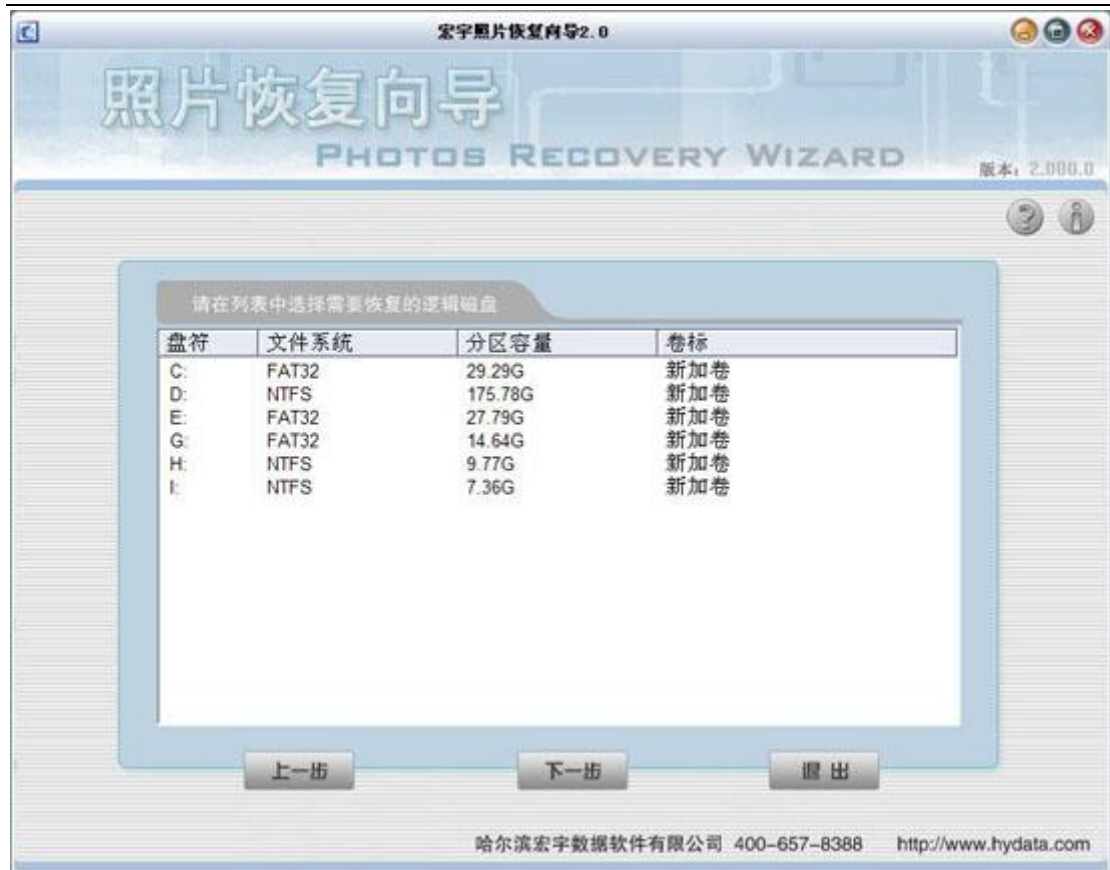 宏宇照片恢复向导2.0
照片恢复向导
PHOTOS RECOVERY WIZARD
版本：2.000.0
请在列表中选择需要恢复的逻辑磁盘
盘符 文件系统 分区容量 卷标
C: FAT32 29.29G 新加卷
D: NTFS 175.78G 新加卷
E: FAT32 27.79G 新加卷
G: FAT32 14.64G 新加卷
H: NTFS 9.77G 新加卷
I: NTFS 7.36G 新加卷
上一步 下一步 退出
哈尔滨宏宇数据软件有限公司 400-657-8388 http://www.hydata.com